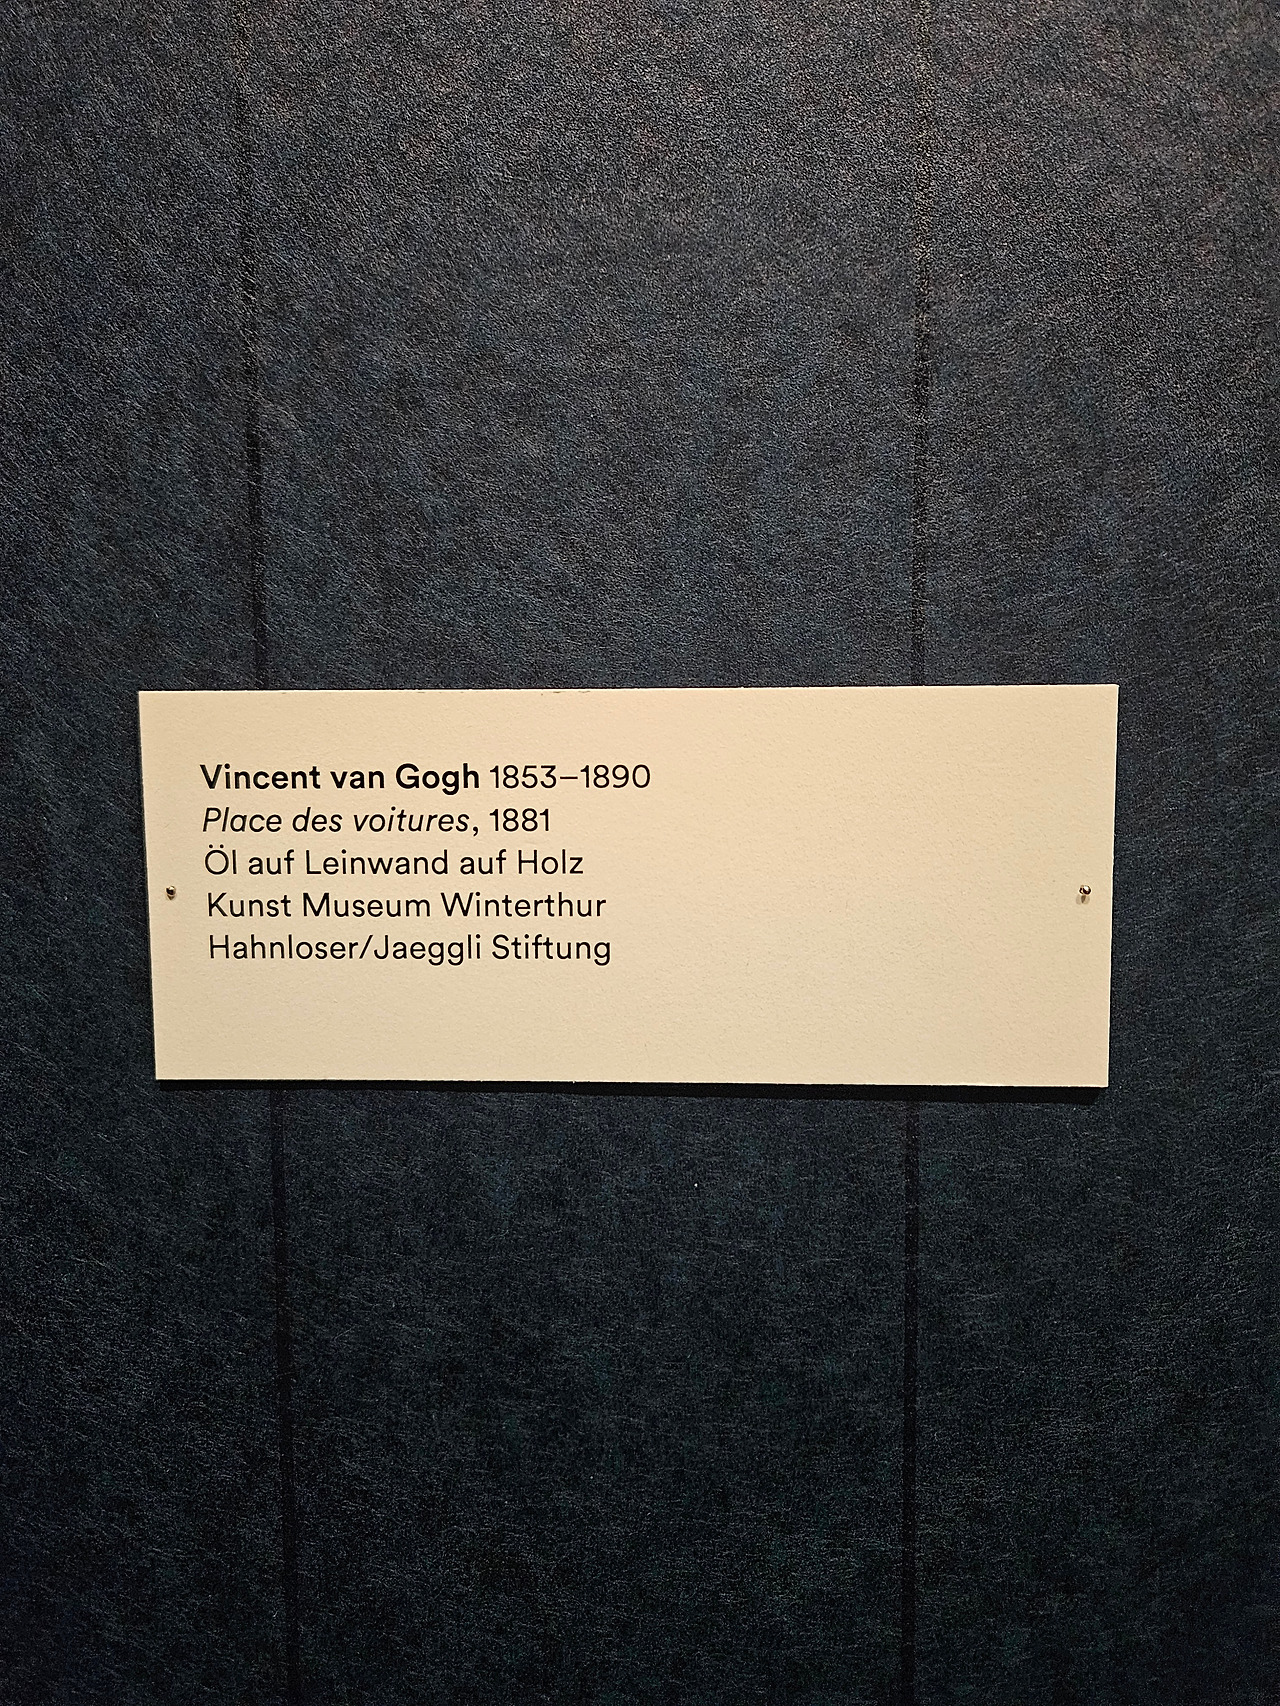 Vincent van Gogh 1853–1890
Place des voitures, 1881
Öl auf Leinwand auf Holz
Kunst Museum Winterthur
Hahnloser/Jaeggli Stiftung